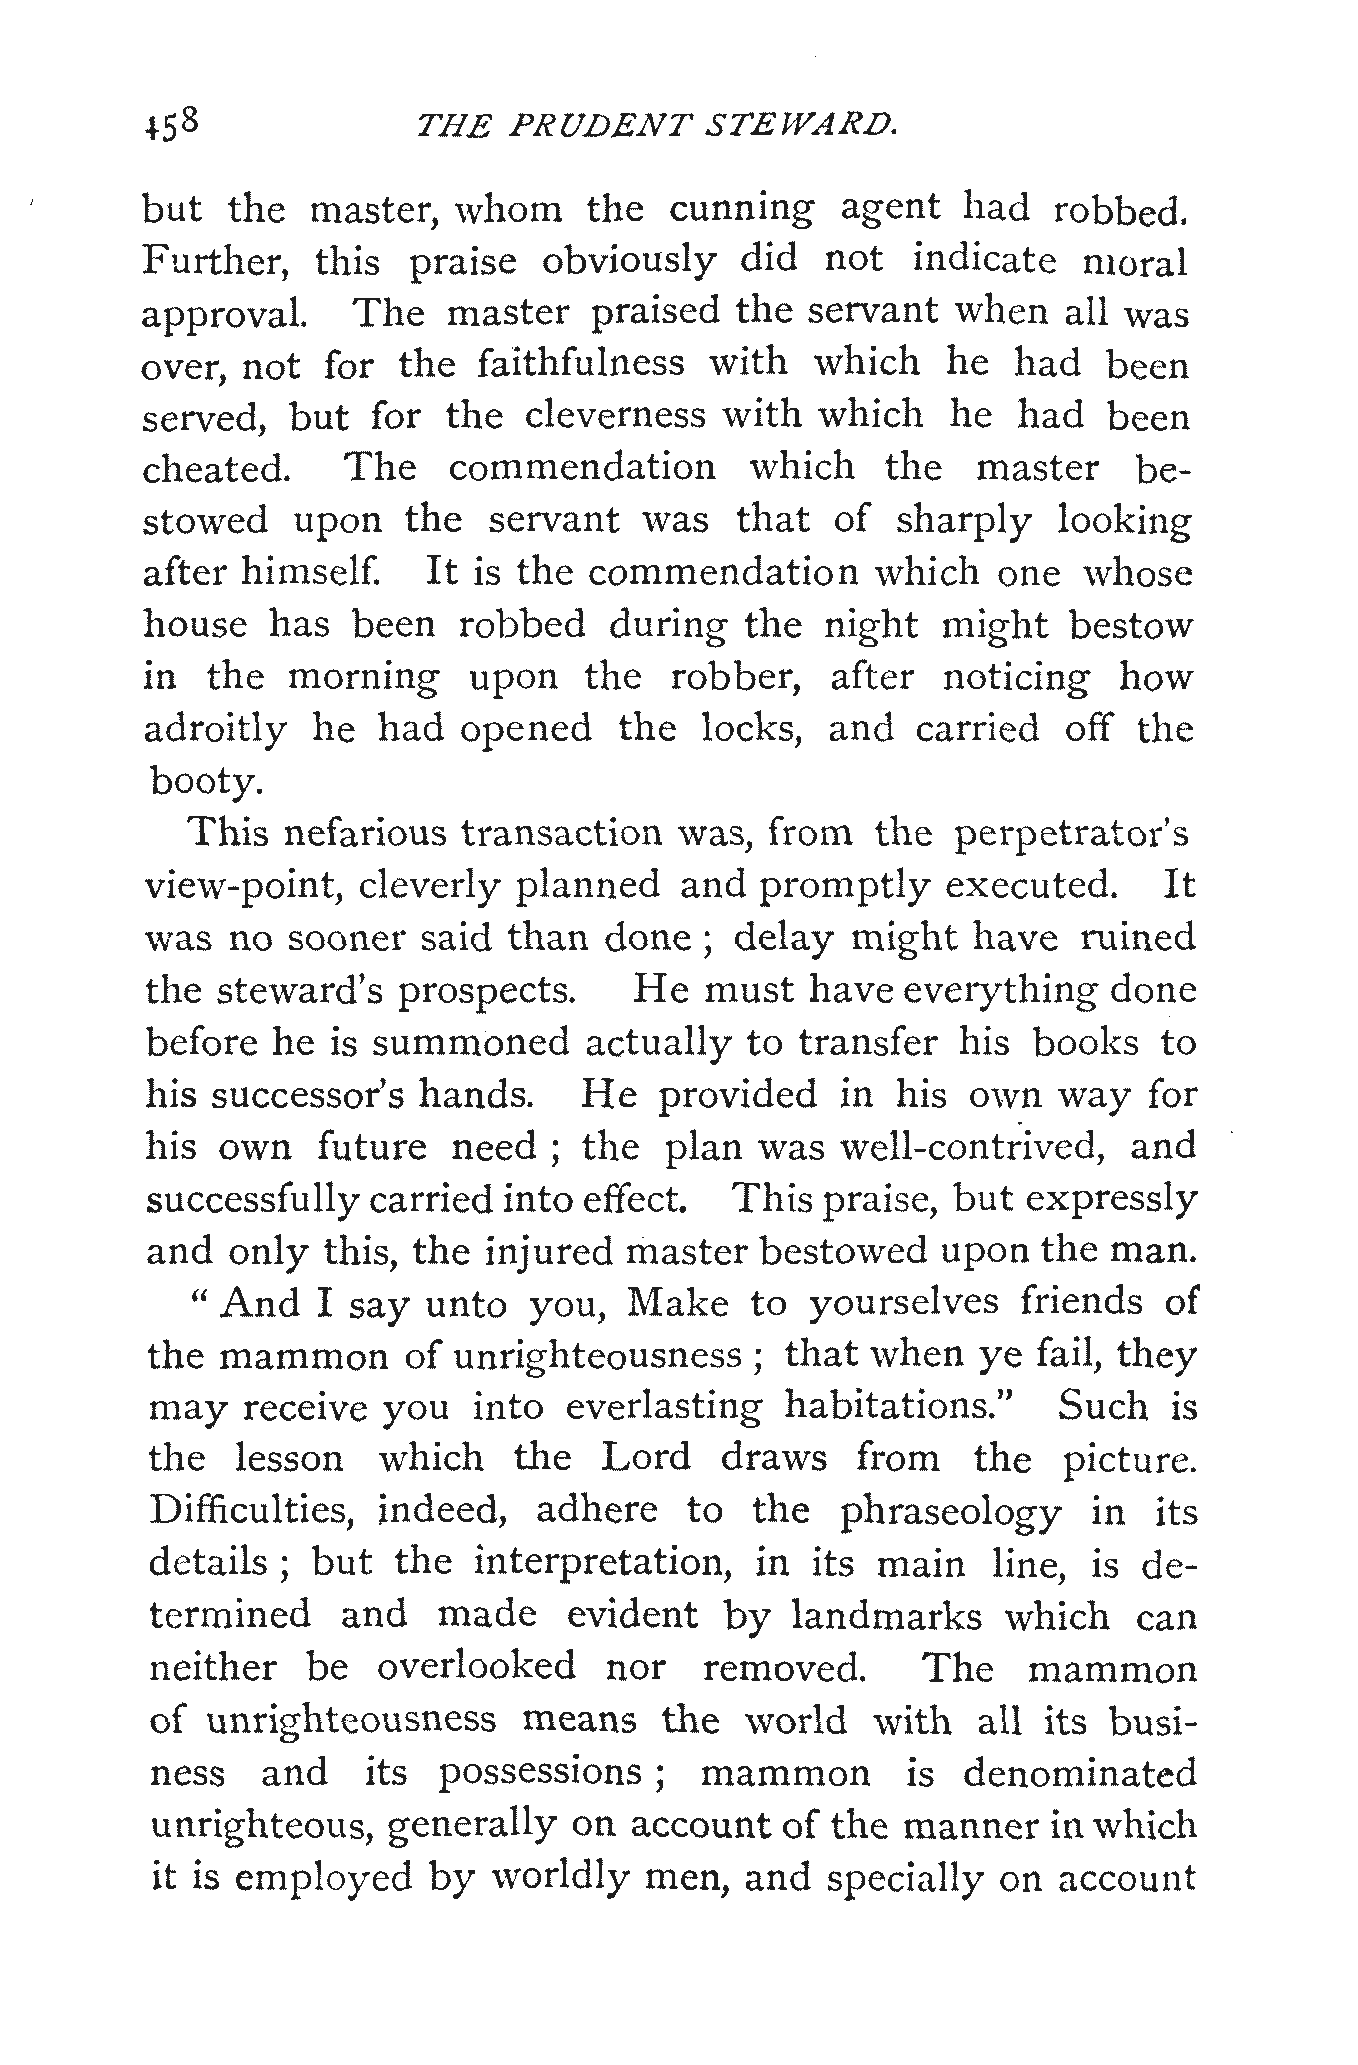 458 THE PRUDENT STEWARD.
but the master, whom the cunning agent had robbed.
Further, this praise obviously did not indicate moral
approval. The master praised the servant when all was
over, not for the faithfulness with which he had been
served, but for the cleverness with which he had been
cheated. The commendation which the master be-
stowed upon the servant was that of sharply looking
after himself. It is the commendation which one whose
house has been robbed during the night might bestow
in the morning upon the robber, after noticing how
adroitly he had opened the locks, and carried off the
booty.
This nefarious transaction was, from the perpetrator's
view-point, cleverly planned and promptly executed. It
was no sooner said than done ; delay might have ruined
the steward's prospects. He must have everything done
before he is summoned actually to transfer his books to
his successor's hands. He provided in his own way for
his own future need ; the plan was well-contrived, and
successfully carried into effect. This praise, but expressly
and only this, the injured master bestowed upon the man.
" And I say unto you, Make to yourselves friends of
the mammon of unrighteousness ; that when ye fail, they
may receive you into everlasting habitations." Such is
the lesson which the Lord draws from the picture.
Difficulties, indeed, adhere to the phraseology in its
details ; but the interpretation, in its main line, is de-
termined and made evident by landmarks which can
neither be overlooked nor removed. The mammon
of unrighteousness means the world with all its busi-
ness and its possessions ; mammon is denominated
unrighteous, generally on account of the manner in which
it is employed by worldly men, and specially on account